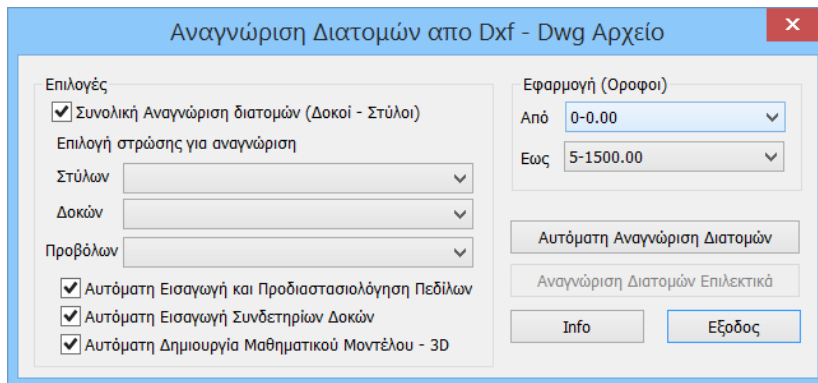 Αναγνώριση Διατομών απο Dxf - Dwg Αρχείο
Επιλογές
Συνολική Αναγνώριση διατομών (Δοκοί - Στύλοι)
Επιλογή στρώσης για αναγνώριση
Στύλων
Δοκών
Προβόλων
Αυτόματη Εισαγωγή και Προδιαστασιολόγηση Πεδίλων
Αυτόματη Εισαγωγή Συνδετηρίων Δοκών
Αυτόματη Δημιουργία Μαθηματικού Μοντέλου - 3D
Εφαρμογή (Οροφοι)
Από 0-0.00
Εως 5-1500.00
Αυτόματη Αναγνώριση Διατομών
Αναγνώριση Διατομών Επιλεκτικά
Info Εξοδος